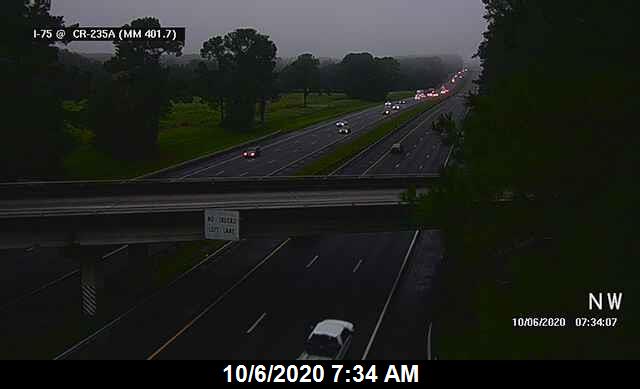 I-75 @  CR-235A (MM 401.7)
NO TRUCKS
LEFT LANE
NW
10/06/2020  07:34:07
10/6/2020 7:34 AM